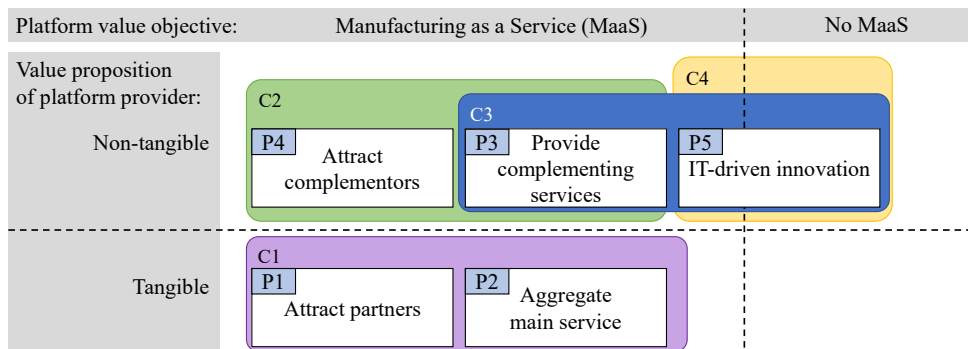 Platform value objective: Manufacturing as a Service (MaaS) No MaaS
Value proposition
of platform provider:
Non-tangible
C2
C4
C3
P4
Attract
complementors
P3
Provide
complementing
services
P5
IT-driven innovation
Tangible
C1
P1
Attract partners
P2
Aggregate
main service